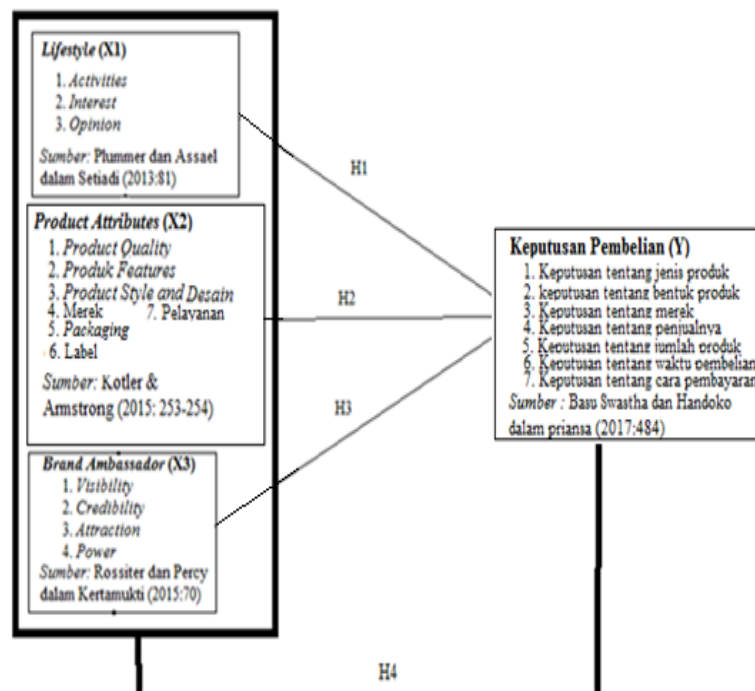 Lifestyle (X1)
1. Activities
2. Interest
3. Opinion
Sumber: Plummer dan Assael
dalam Setiadi (2013:81)
H1
Product Attributes (X2)
1. Product Quality
2. Produk Features
3. Product Style and Desain
4. Merek 7. Pelayanan
5. Packaging
6. Label
Sumber: Kotler &
Armstrong (2015: 253-254)
H2
H3
Brand Ambassador (X3)
1. Visibility
2. Credibility
3. Attraction
4. Power
Sumber: Rossiter dan Percy
dalam Kertamukti (2015:70)
Keputusan Pembelian (Y)
1. Keputusan tentang jenis produk
2. keputusan tentang bentuk produk
3. Keputusan tentang merek
4. Keputusan tentang penjualnya
5. Keputusan tentang jumlah produk
6. Keputusan tentang waktu pembelian
7. Keputusan tentang cara pembayaran
Sumber : Basu Swastha dan Handoko
dalam priansa (2017:484)
H4